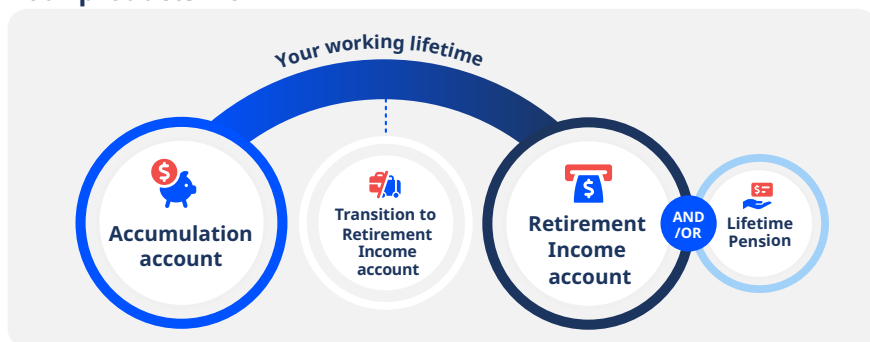 Your working lifetime
$
Accumulation
account
Transition to
Retirement
Income
account
$
Retirement
Income
account
AND
/OR
$
Lifetime
Pension